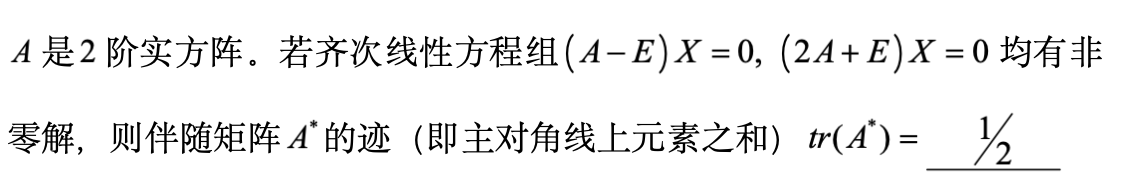 A是2阶实方阵。若齐次线性方程组(A−E)X=0, (2A+E)X=0均有非
零解，则伴随矩阵A*的迹（即主对角线上元素之和）tr(A*)= 1/2